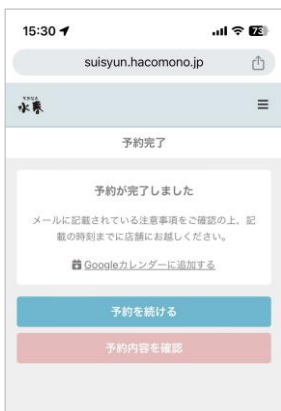 15:30
73
suisyun.hacomono.jp
水春
予約完了
予約が完了しました
メールに記載されている注意事項をご確認の上、記
載の時刻までに店舗にお越しください。
Googleカレンダーに追加する
予約を続ける
予約内容を確認